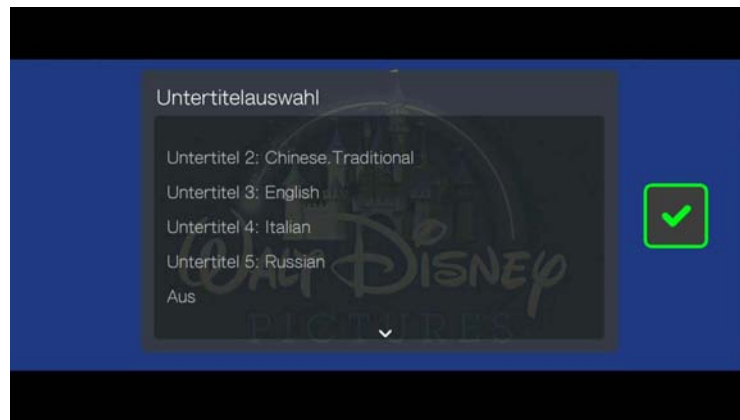 Untertitelauswahl
Untertitel 2: Chinese.Traditional
Untertitel 3: English
Untertitel 4: Italian
Untertitel 5: Russian
Aus
WALT DISNEY
PICTURES